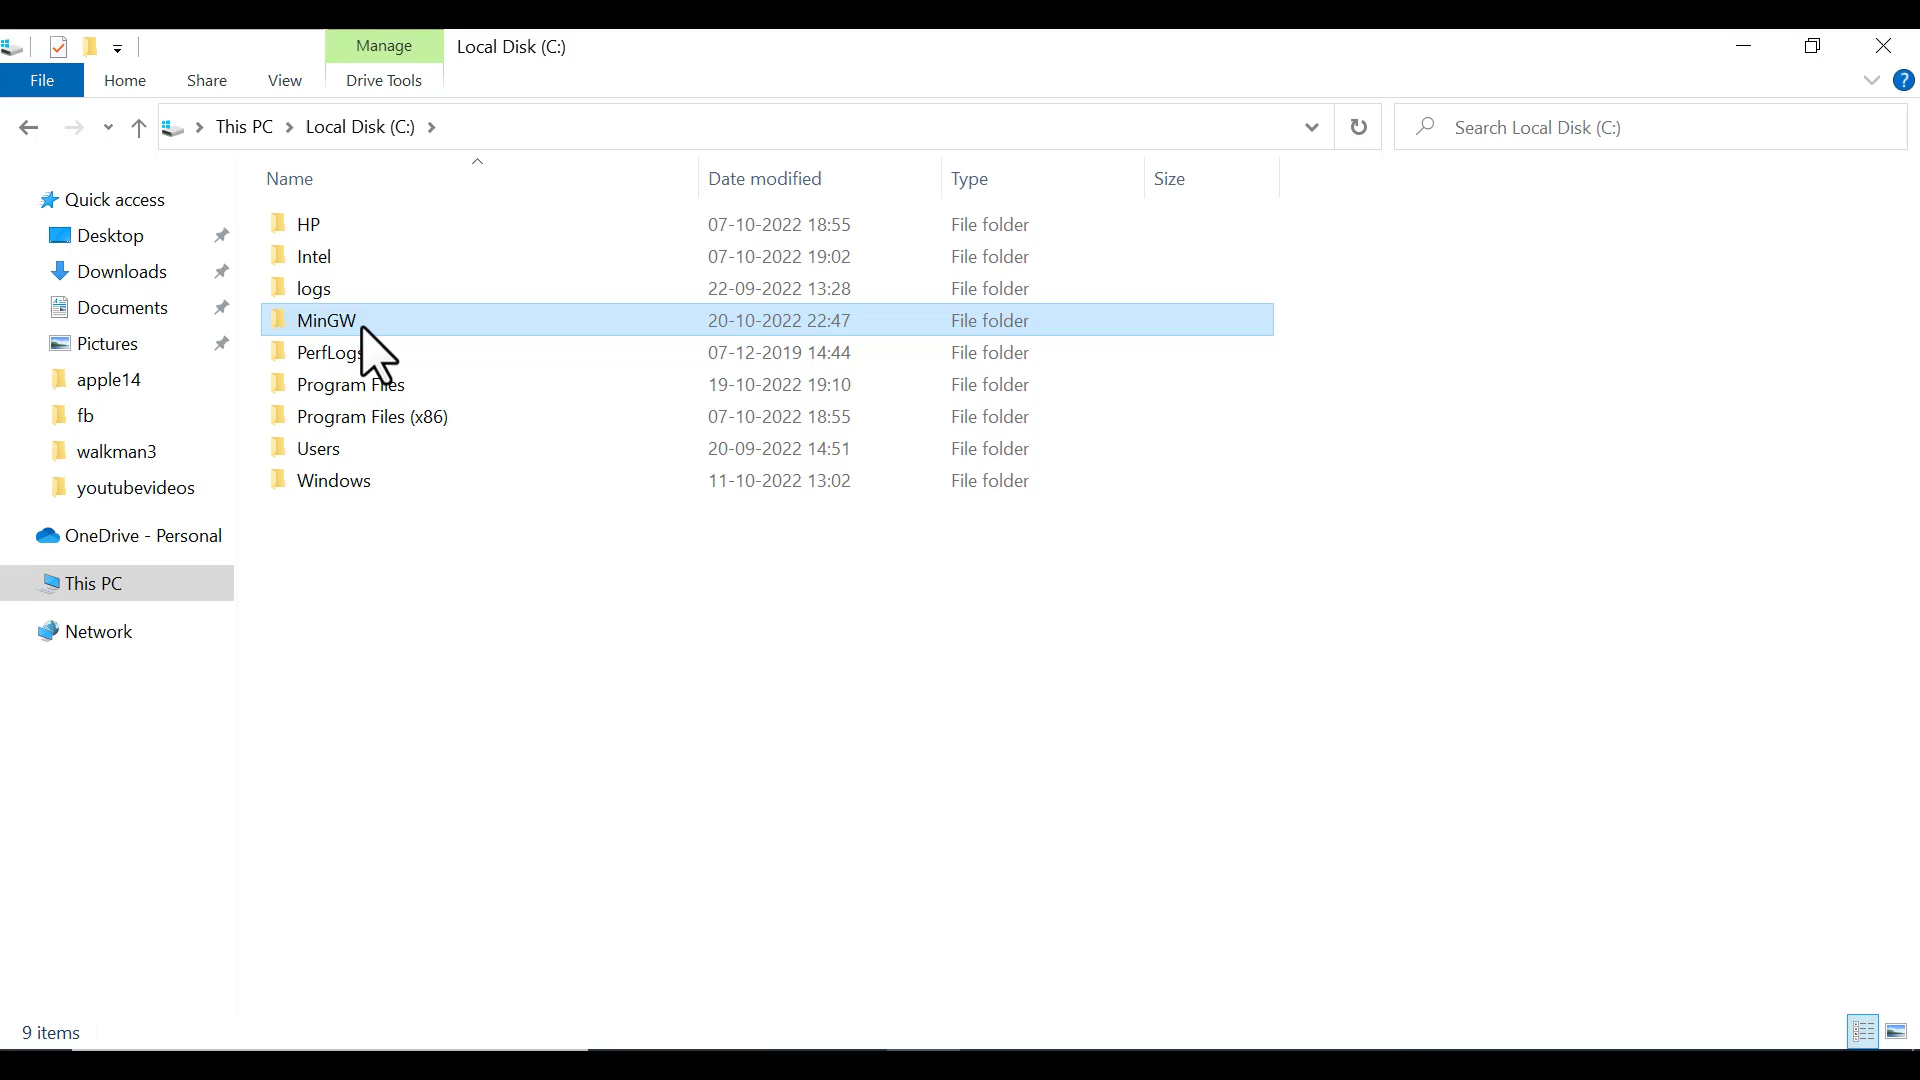 Manage Local Disk (C:)
File Home Share View Drive Tools ?
This PC Local Disk (C:) Search Local Disk (C:)
Name Date modified Type Size
Quick access
Desktop
Downloads
Documents
Pictures
apple14
fb
walkman3
youtubevideos
OneDrive - Personal
This PC
Network
HP 07-10-2022 18:55 File folder
Intel 07-10-2022 19:02 File folder
logs 22-09-2022 13:28 File folder
MinGW 20-10-2022 22:47 File folder
PerfLogs 07-12-2019 14:44 File folder
Program Files 19-10-2022 19:10 File folder
Program Files (x86) 07-10-2022 18:55 File folder
Users 20-09-2022 14:51 File folder
Windows 11-10-2022 13:02 File folder
9 items